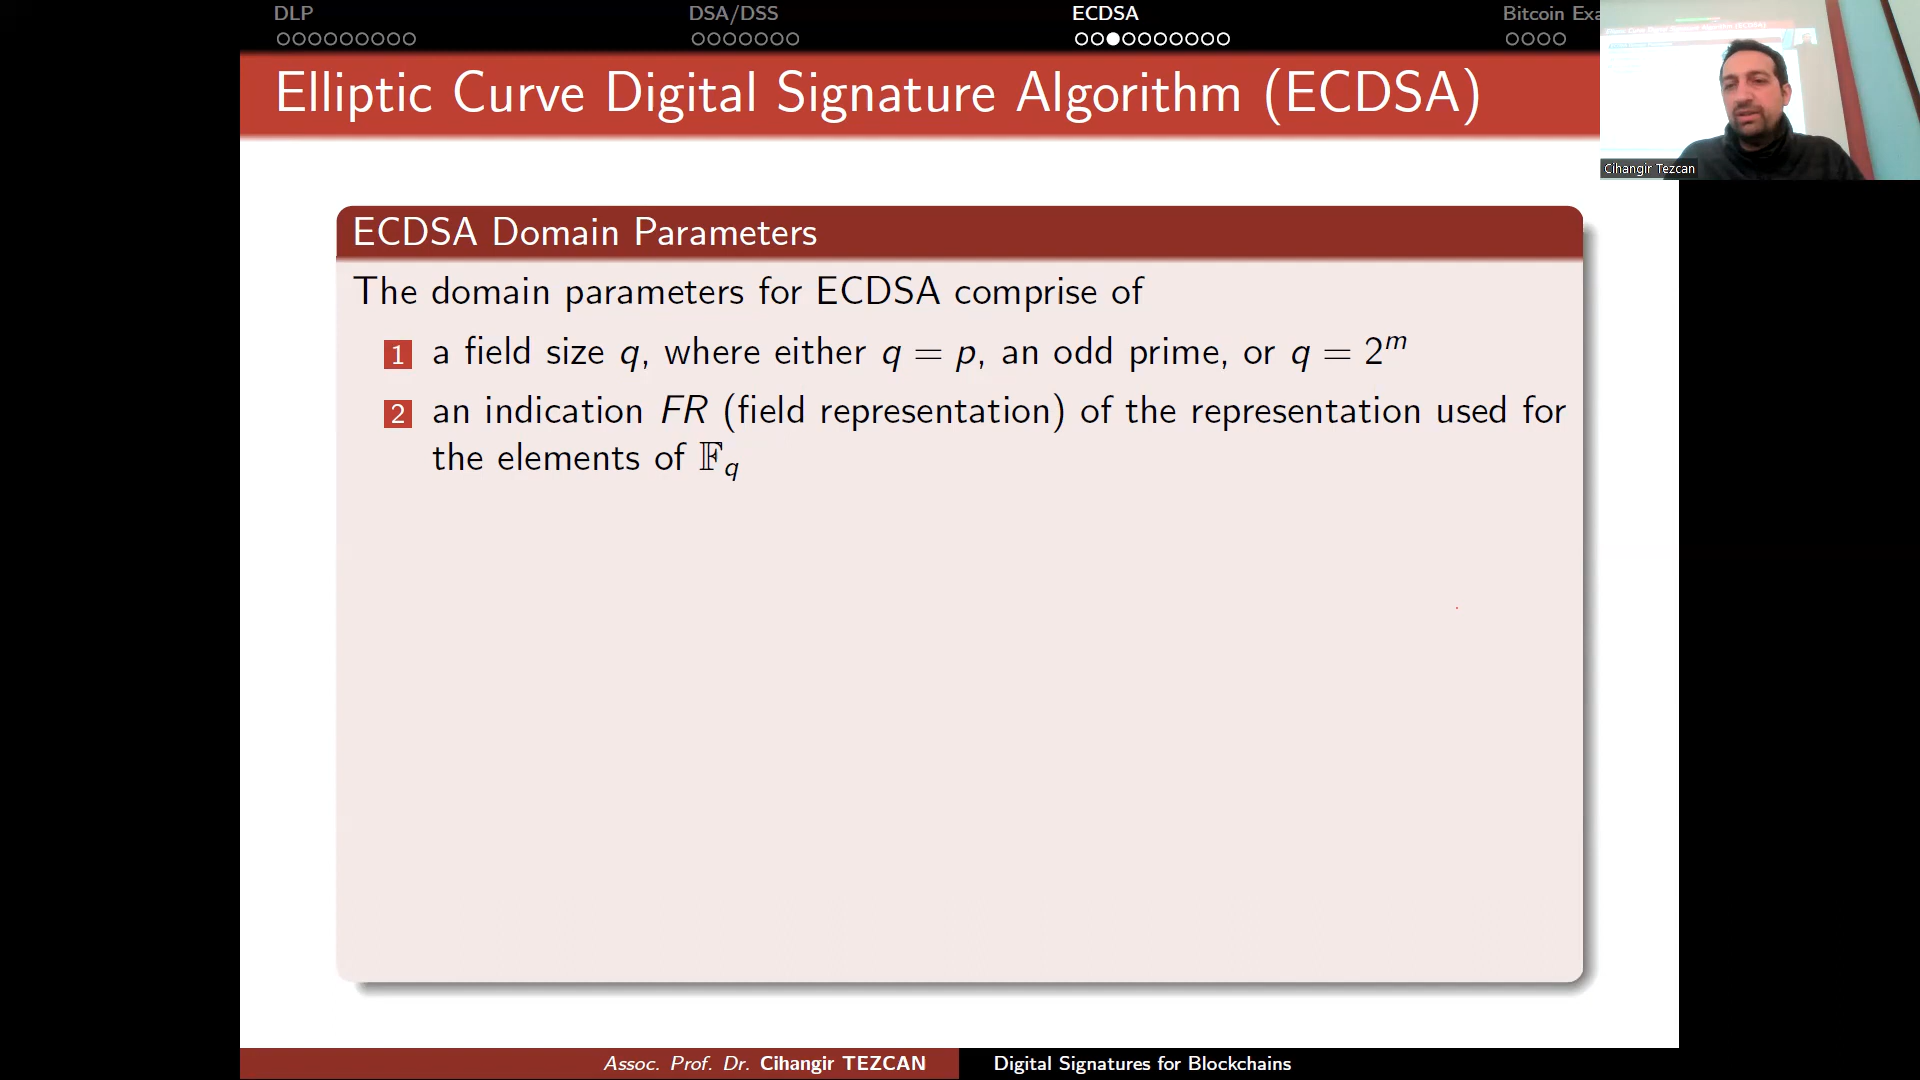 DLP
DSA/DSS
ECDSA
Bitcoin Exa
Elliptic Curve Digital Signature Algorithm (ECDSA)
Cihangir Tezcan
ECDSA Domain Parameters
The domain parameters for ECDSA comprise of
1 a field size q, where either q = p, an odd prime, or q = 2^m
2 an indication FR (field representation) of the representation used for
the elements of 𝔽_q
Assoc. Prof. Dr. Cihangir TEZCAN
Digital Signatures for Blockchains